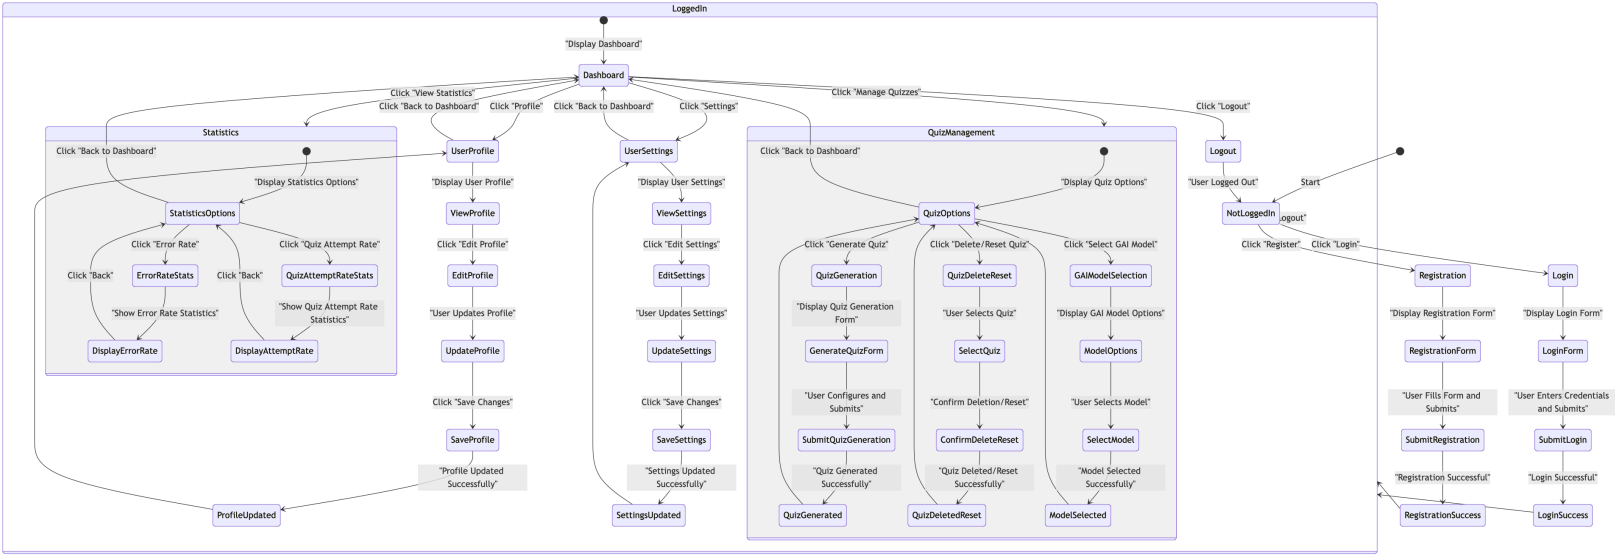 LoggedIn
"Display Dashboard"
Dashboard
Click "View Statistics"
Click "Back to Dashboard"
Click "Profile"
Click "Back to Dashboard"
Click "Settings"
Click "Manage Quizzes"
Click "Logout"
Statistics
QuizManagement
Click "Back to Dashboard"
UserProfile
UserSettings
Click "Back to Dashboard"
Logout
"Display Statistics Options"
"Display User Profile"
"Display User Settings"
"Display Quiz Options"
"User Logged Out"
Start
StatisticsOptions
ViewProfile
ViewSettings
QuizOptions
NotLoggedIn
Logout"
Click "Error Rate"
Click "Quiz Attempt Rate"
Click "Edit Profile"
Click "Edit Settings"
Click "Generate Quiz"
Click "Delete/Reset Quiz"
Click "Select GAI Model"
Click "Register"
Click "Login"
Click "Back"
ErrorRateStats
Click "Back"
QuizAttemptRateStats
EditProfile
EditSettings
QuizGeneration
QuizDeleteReset
GAIModelSelection
Registration
Login
"Show Error Rate Statistics"
"Show Quiz Attempt Rate
Statistics"
"User Updates Profile"
"User Updates Settings"
"Display Quiz Generation
Form"
"User Selects Quiz"
"Display GAI Model Options"
"Display Registration Form"
"Display Login Form"
DisplayErrorRate
DisplayAttemptRate
UpdateProfile
UpdateSettings
GenerateQuizForm
SelectQuiz
ModelOptions
RegistrationForm
LoginForm
Click "Save Changes"
Click "Save Changes"
"User Configures and
Submits"
"Confirm Deletion/Reset"
"User Selects Model"
"User Fills Form and
Submits"
"User Enters Credentials
and Submits"
SaveProfile
SaveSettings
SubmitQuizGeneration
ConfirmDeleteReset
SelectModel
SubmitRegistration
SubmitLogin
"Profile Updated
Successfully"
"Settings Updated
Successfully"
"Quiz Generated
Successfully"
"Quiz Deleted/Reset
Successfully"
"Model Selected
Successfully"
"Registration Successful"
"Login Successful"
ProfileUpdated
SettingsUpdated
QuizGenerated
QuizDeletedReset
ModelSelected
RegistrationSuccess
LoginSuccess